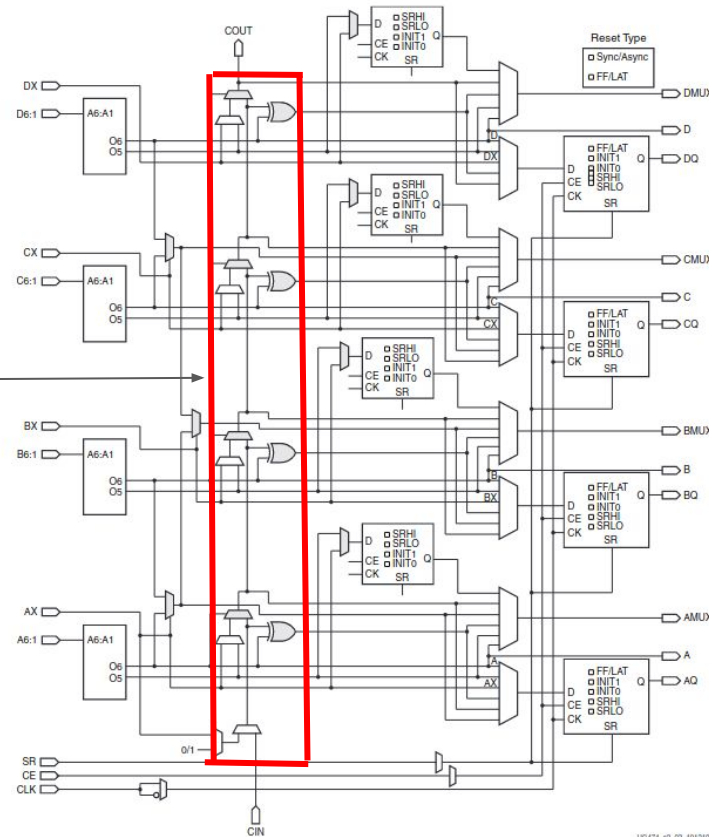 COUT
Reset Type
Sync/Async
FF/LAT
D
CE
CK
SRHI
SRLO
INIT1
INIT0
Q
SR
DX
D6:1
A6:A1
O6
O5
DMUX
D
D
DX
FF/LAT
INIT1
INIT0
SRHI
SRLO
D
CE
CK
Q
SR
DQ
D
CE
CK
SRHI
SRLO
INIT1
INIT0
Q
SR
CX
C6:1
A6:A1
O6
O5
CMUX
C
C
CX
FF/LAT
INIT1
INIT0
SRHI
SRLO
D
CE
CK
Q
SR
CQ
D
CE
CK
SRHI
SRLO
INIT1
INIT0
Q
SR
BX
B6:1
A6:A1
O6
O5
BMUX
B
B
BX
FF/LAT
INIT1
INIT0
SRHI
SRLO
D
CE
CK
Q
SR
BQ
D
CE
CK
SRHI
SRLO
INIT1
INIT0
Q
SR
AX
A6:1
A6:A1
O6
O5
AMUX
A
A
AX
FF/LAT
INIT1
INIT0
SRHI
SRLO
D
CE
CK
Q
SR
AQ
0/1
SR
CE
CLK
CIN